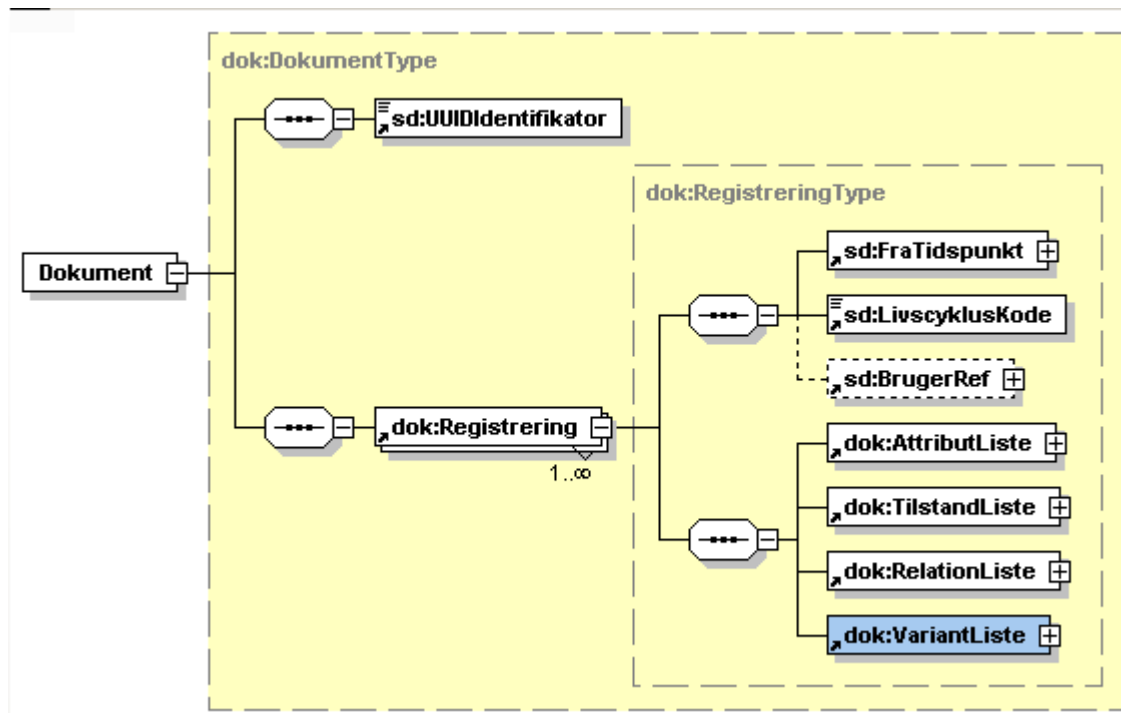 dok:DokumentType
sd:UUIDIdentifikator
dok:RegistreringType
sd:FraTidspunkt
Dokument
sd:LivscyklusKode
sd:BrugerRef
dok:Registrering
1..∞
dok:AttributListe
dok:TilstandListe
dok:RelationListe
dok:VariantListe